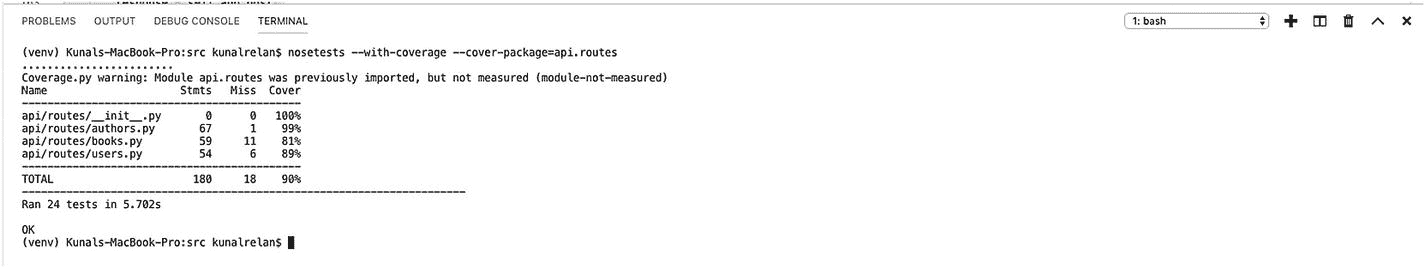 PROBLEMS OUTPUT DEBUG CONSOLE TERMINAL 1: bash
(venv) Kunals-MacBook-Pro:src kunalrelan$ nosetests --with-coverage --cover-package=api.routes
........................
Coverage.py warning: Module api.routes was previously imported, but not measured (module-not-measured)
Name Stmts Miss Cover
--------------------------------------------
api/routes/__init__.py 0 0 100%
api/routes/authors.py 67 1 99%
api/routes/books.py 59 11 81%
api/routes/users.py 54 6 89%
--------------------------------------------
TOTAL 180 18 90%
----------------------------------------------------------------------
Ran 24 tests in 5.702s
OK
(venv) Kunals-MacBook-Pro:src kunalrelan$